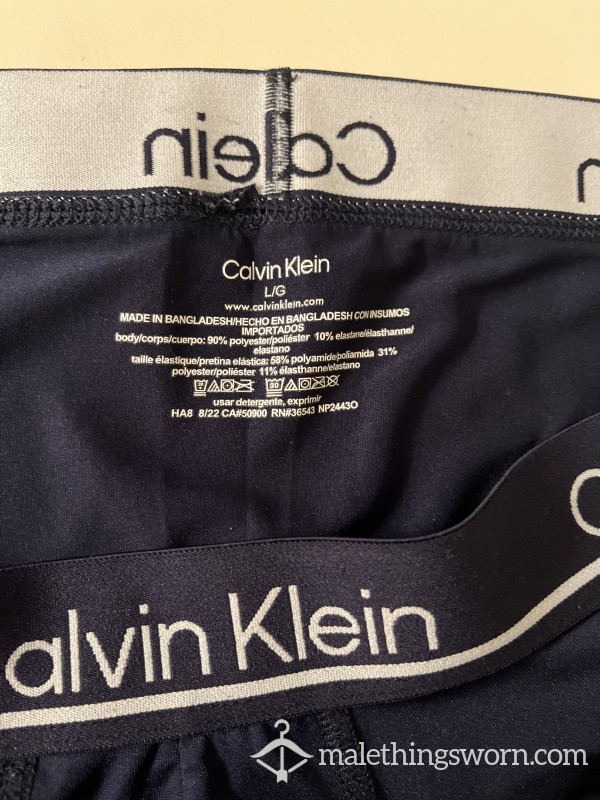 Calvin Klein
Calvin Klein
L/G
www.calvinklein.com
MADE IN BANGLADESH/HECHO EN BANGLADESH CON INSUMOS
IMPORTADOS
body/corps/cuerpo: 90% polyester/poliéster 10% elastane/élasthanne/
elastano
taille élastique/pretina elástica: 58% polyamide/poliamida 31%
polyester/poliéster 11% élasthanne/elastano
usar detergente, exprimir
HA8 8/22 CA#50900 RN#36543 NP2443O
C
alvin Klein
malethingsworn.com